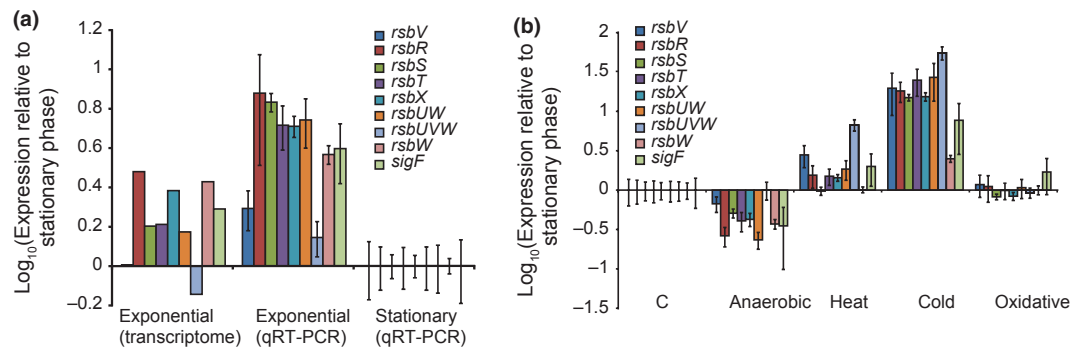 (a)
Log10(Expression relative to
stationary phase)
1.2
1
0.8
0.6
0.4
0.2
0
–0.2
rsbV
rsbR
rsbS
rsbT
rsbX
rsbUW
rsbUVW
rsbW
sigF
Exponential
(transcriptome)
Exponential
(qRT-PCR)
Stationary
(qRT-PCR)
(b)
Log10(Expression relative to
stationary phase)
2
1.5
1
0.5
0
–0.5
–1
–1.5
rsbV
rsbR
rsbS
rsbT
rsbX
rsbUW
rsbUVW
rsbW
sigF
C
Anaerobic
Heat
Cold
Oxidative